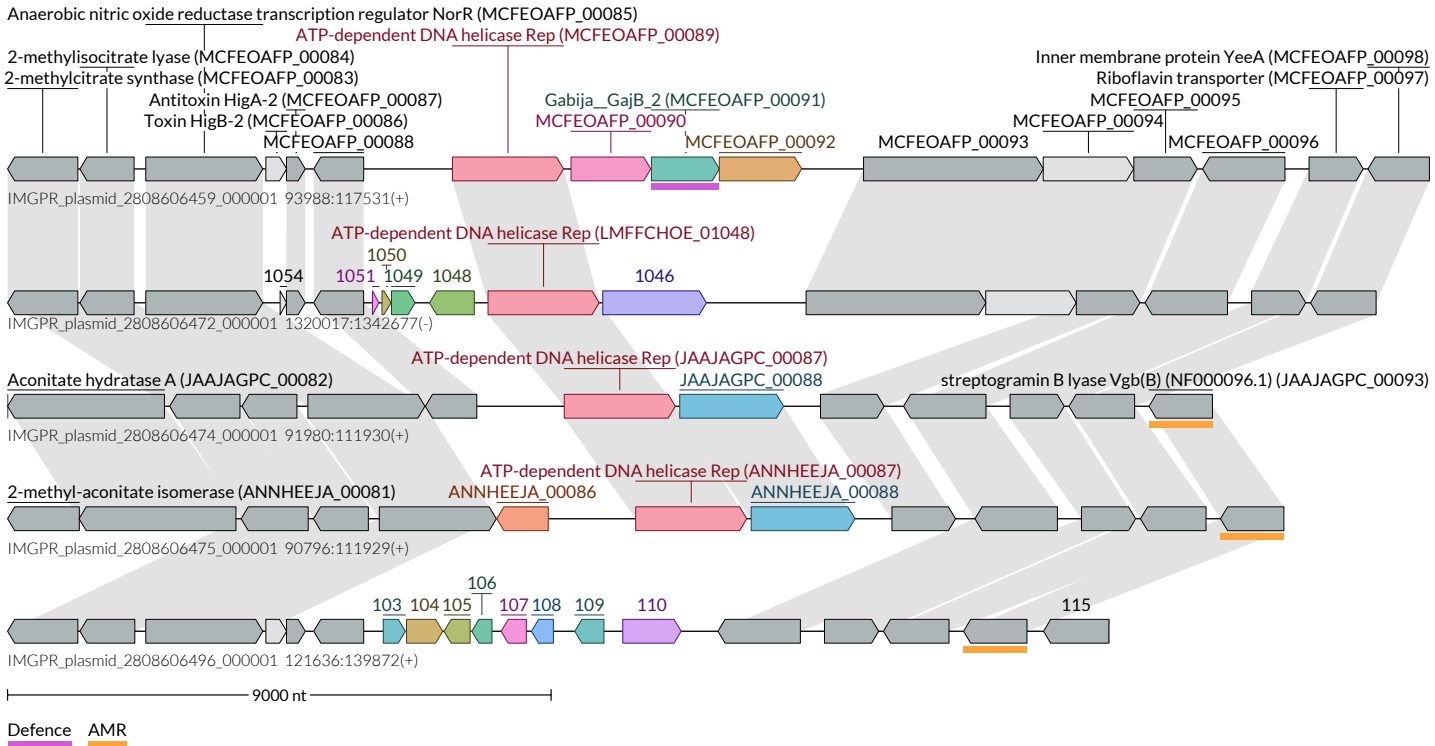 Anaerobic nitric oxide reductase transcription regulator NorR (MCFEOAFP_00085)
ATP-dependent DNA helicase Rep (MCFEOAFP_00089)
2-methylisocitrate lyase (MCFEOAFP_00084)
Inner membrane protein YeeA (MCFEOAFP_00098)
2-methylcitrate synthase (MCFEOAFP_00083)
Riboflavin transporter (MCFEOAFP_00097)
Antitoxin HigA-2 (MCFEOAFP_00087)
Gabija__GajB_2 (MCFEOAFP_00091)
MCFEOAFP_00095
Toxin HigB-2 (MCFEOAFP_00086)
MCFEOAFP_00090
MCFEOAFP_00094
MCFEOAFP_00088
MCFEOAFP_00092
MCFEOAFP_00093
MCFEOAFP_00096
IMGPR_plasmid_2808606459_000001 93988:117531(+)
ATP-dependent DNA helicase Rep (LMFFCHOE_01048)
1050
1054
1051
1049
1048
1046
IMGPR_plasmid_2808606472_000001 1320017:1342677(-)
ATP-dependent DNA helicase Rep (JAAJAGPC_00087)
Aconitate hydratase A (JAAJAGPC_00082)
JAAJAGPC_00088
streptogramin B lyase Vgb(B) (NF000096.1) (JAAJAGPC_00093)
IMGPR_plasmid_2808606474_000001 91980:111930(+)
ATP-dependent DNA helicase Rep (ANNHEEJA_00087)
2-methyl-aconitate isomerase (ANNHEEJA_00081)
ANNHEEJA_00086
ANNHEEJA_00088
IMGPR_plasmid_2808606475_000001 90796:111929(+)
106
103
104
105
107
108
109
110
115
IMGPR_plasmid_2808606496_000001 121636:139872(+)
9000 nt
Defence
AMR